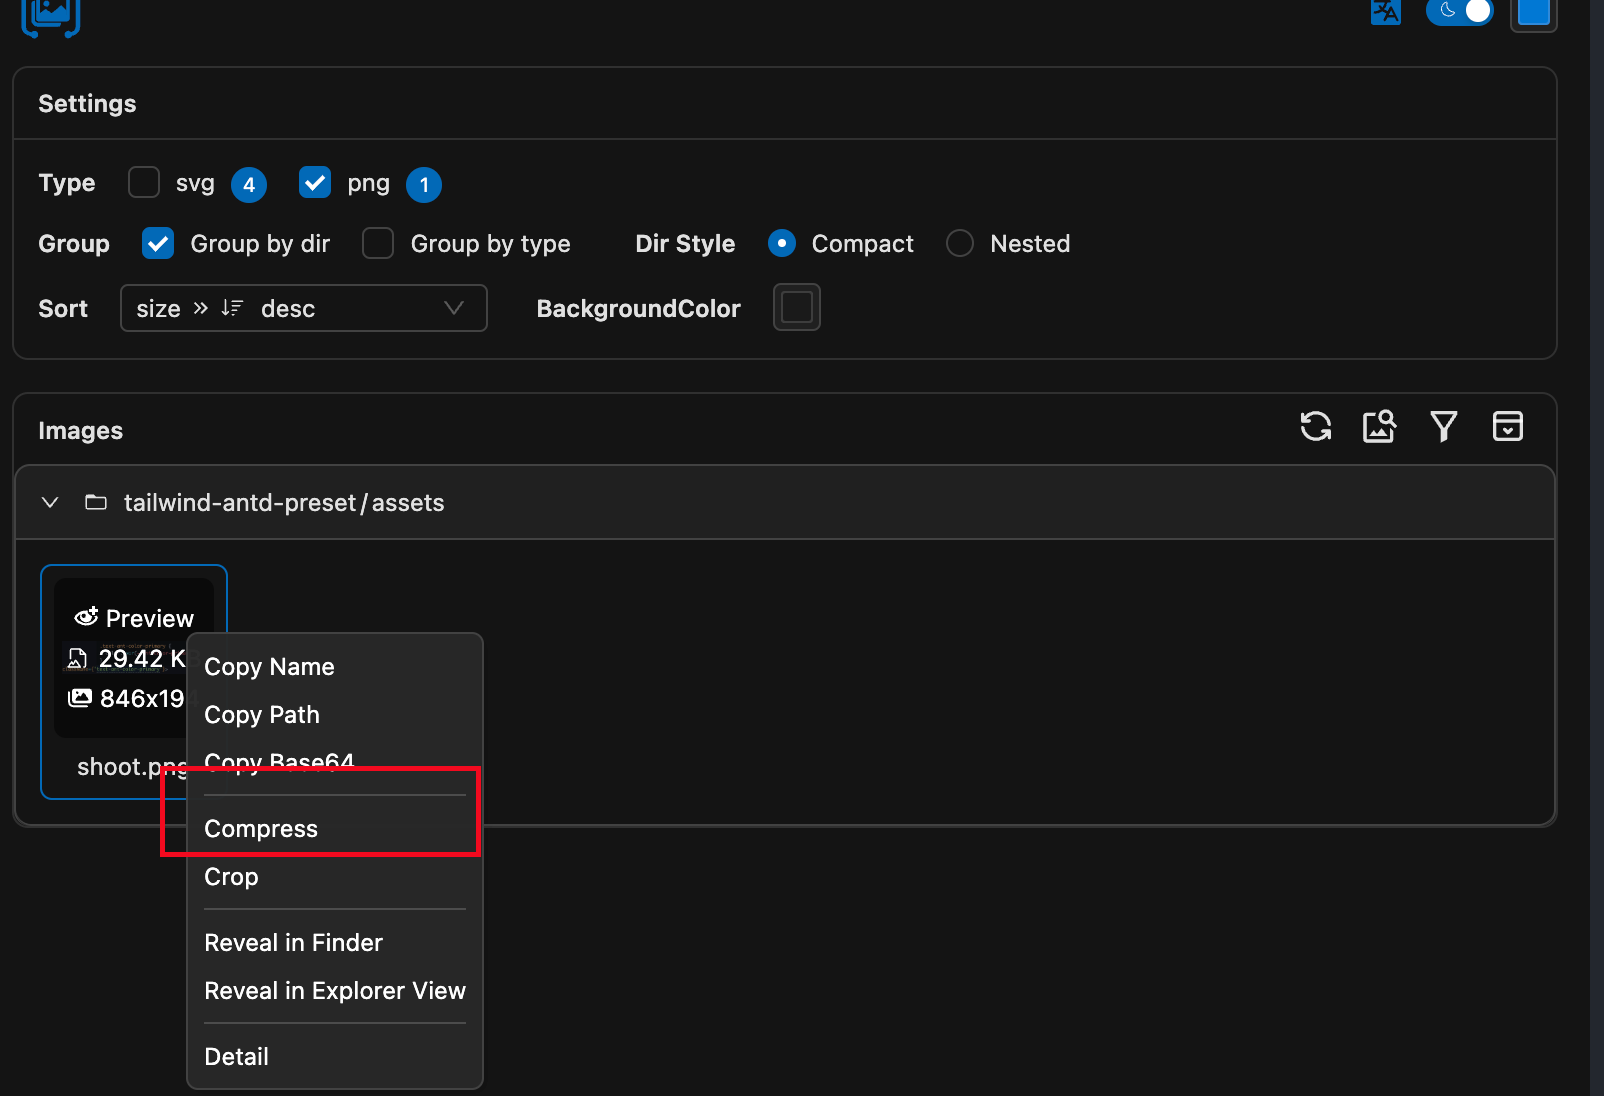 Settings
Type svg 4 png 1
Group Group by dir Group by type Dir Style Compact Nested
Sort size » desc BackgroundColor
Images
tailwind-antd-preset/assets
Preview
29.42 K
846x19
shoot.png
Copy Name
Copy Path
Copy Base64
Compress
Crop
Reveal in Finder
Reveal in Explorer View
Detail